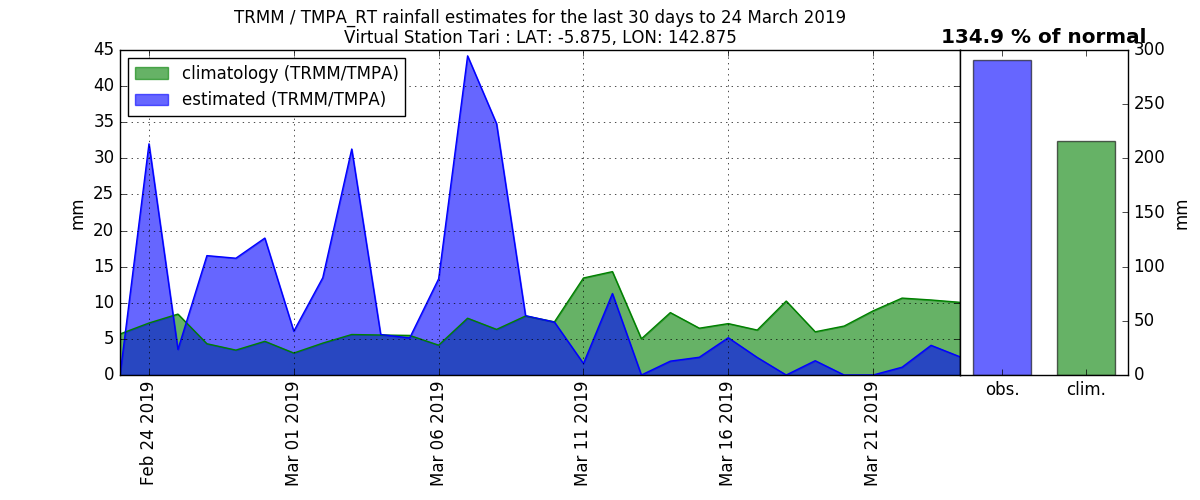 TRMM / TMPA_RT rainfall estimates for the last 30 days to 24 March 2019
Virtual Station Tari : LAT: -5.875, LON: 142.875
134.9 % of normal
climatology (TRMM/TMPA)
estimated (TRMM/TMPA)
45
40
35
30
25
20
15
10
5
0
mm
Feb 24 2019
Mar 01 2019
Mar 06 2019
Mar 11 2019
Mar 16 2019
Mar 21 2019
obs.
clim.
300
250
200
150
100
50
0
mm